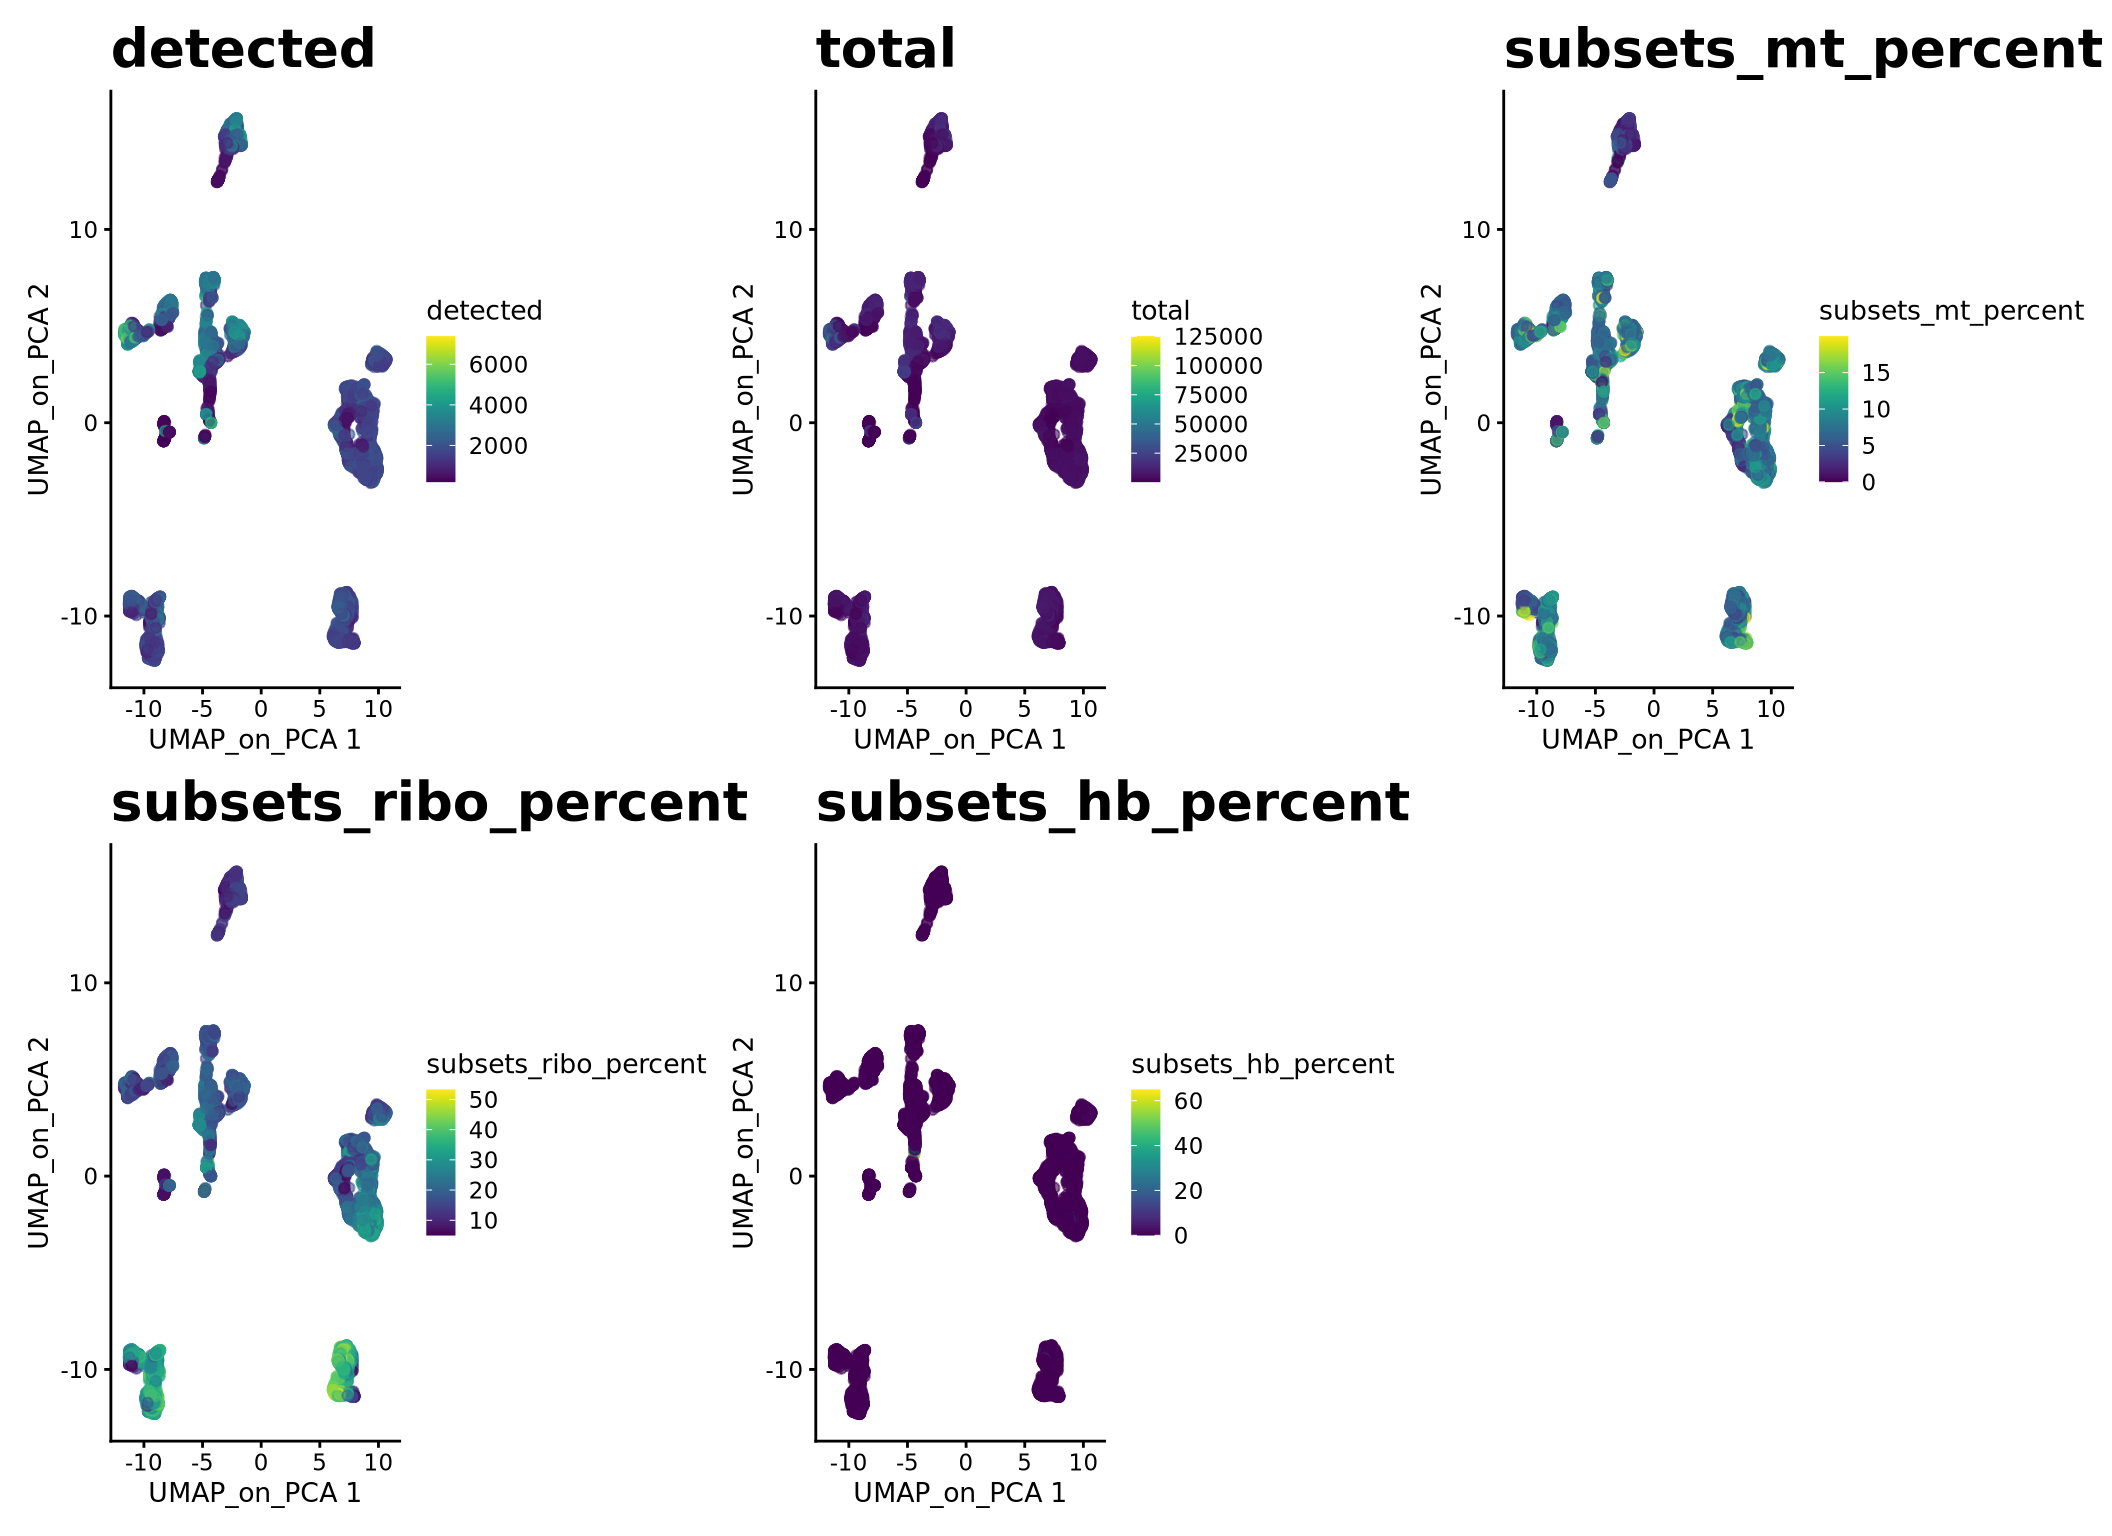 detected
UMAP_on_PCA 2
10
0
-10
-10 -5 0 5 10
UMAP_on_PCA 1
detected
6000
4000
2000
total
UMAP_on_PCA 2
10
0
-10
-10 -5 0 5 10
UMAP_on_PCA 1
total
125000
100000
75000
50000
25000
subsets_mt_percent
UMAP_on_PCA 2
10
0
-10
-10 -5 0 5 10
UMAP_on_PCA 1
subsets_mt_percent
15
10
5
0
subsets_ribo_percent
UMAP_on_PCA 2
10
0
-10
-10 -5 0 5 10
UMAP_on_PCA 1
subsets_ribo_percent
50
40
30
20
10
subsets_hb_percent
UMAP_on_PCA 2
10
0
-10
-10 -5 0 5 10
UMAP_on_PCA 1
subsets_hb_percent
60
40
20
0